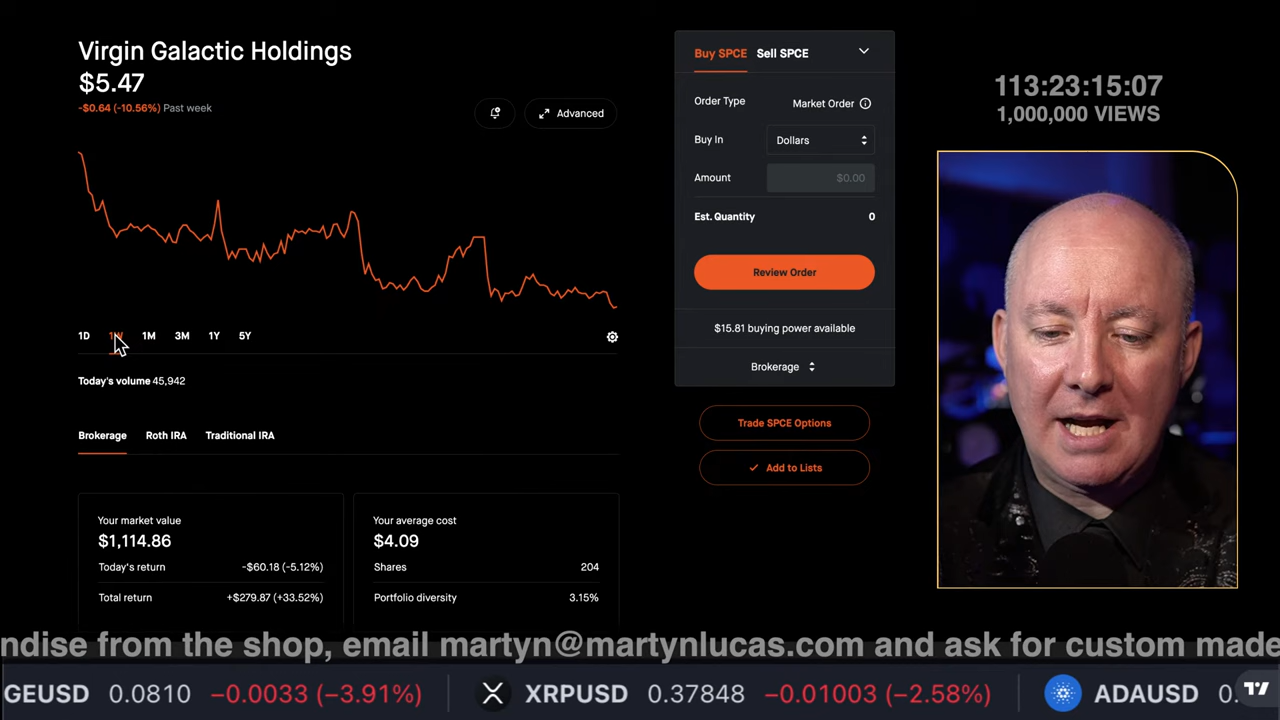 Virgin Galactic Holdings
$5.47
-$0.64 (-10.56%) Past week
Advanced
1D 1W 1M 3M 1Y 5Y
Today's volume 45,942
Brokerage Roth IRA Traditional IRA
Your market value
$1,114.86
Today's return -$60.18 (-5.12%)
Total return +$279.87 (+33.52%)
Your average cost
$4.09
Shares 204
Portfolio diversity 3.15%
Buy SPCE Sell SPCE
Order Type Market Order
Buy In Dollars
Amount $0.00
Est. Quantity 0
Review Order
$15.81 buying power available
Brokerage
Trade SPCE Options
Add to Lists
113:23:15:07
1,000,000 VIEWS
ndise from the shop, email martyn@martynlucas.com and ask for custom made
GEUSD 0.0810 −0.0033 (−3.91%) XRPUSD 0.37848 −0.01003 (−2.58%) ADAUSD 0.